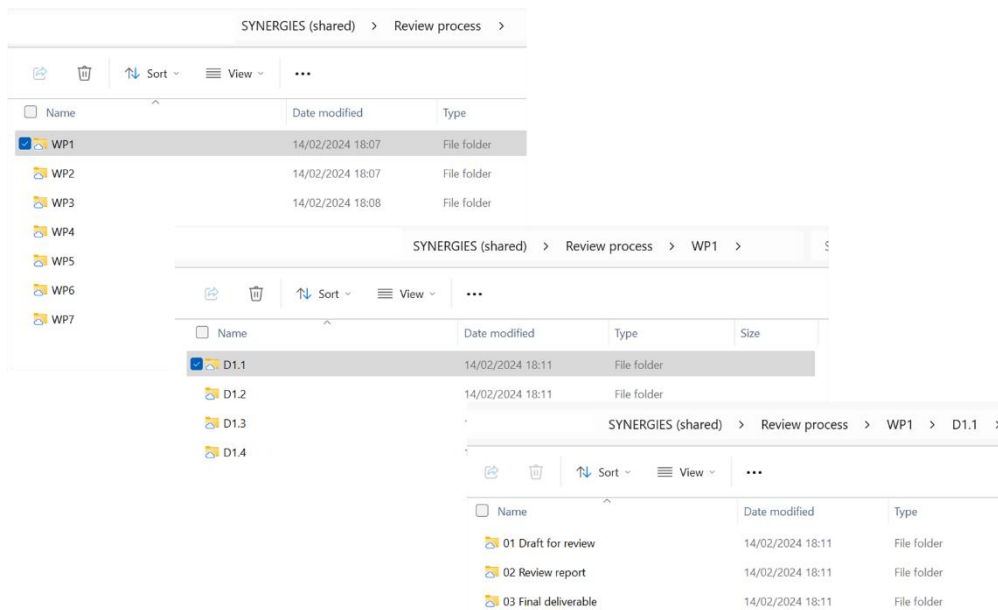 SYNERGIES (shared) > Review process >
Sort View ...
Name Date modified Type
WP1 14/02/2024 18:07 File folder
WP2 14/02/2024 18:07 File folder
WP3 14/02/2024 18:08 File folder
WP4
WP5
WP6
WP7
SYNERGIES (shared) > Review process > WP1 >
Sort View ...
Name Date modified Type Size
D1.1 14/02/2024 18:11 File folder
D1.2 14/02/2024 18:11 File folder
D1.3
D1.4
SYNERGIES (shared) > Review process > WP1 > D1.1 >
Sort View ...
Name Date modified Type
01 Draft for review 14/02/2024 18:11 File folder
02 Review report 14/02/2024 18:11 File folder
03 Final deliverable 14/02/2024 18:11 File folder